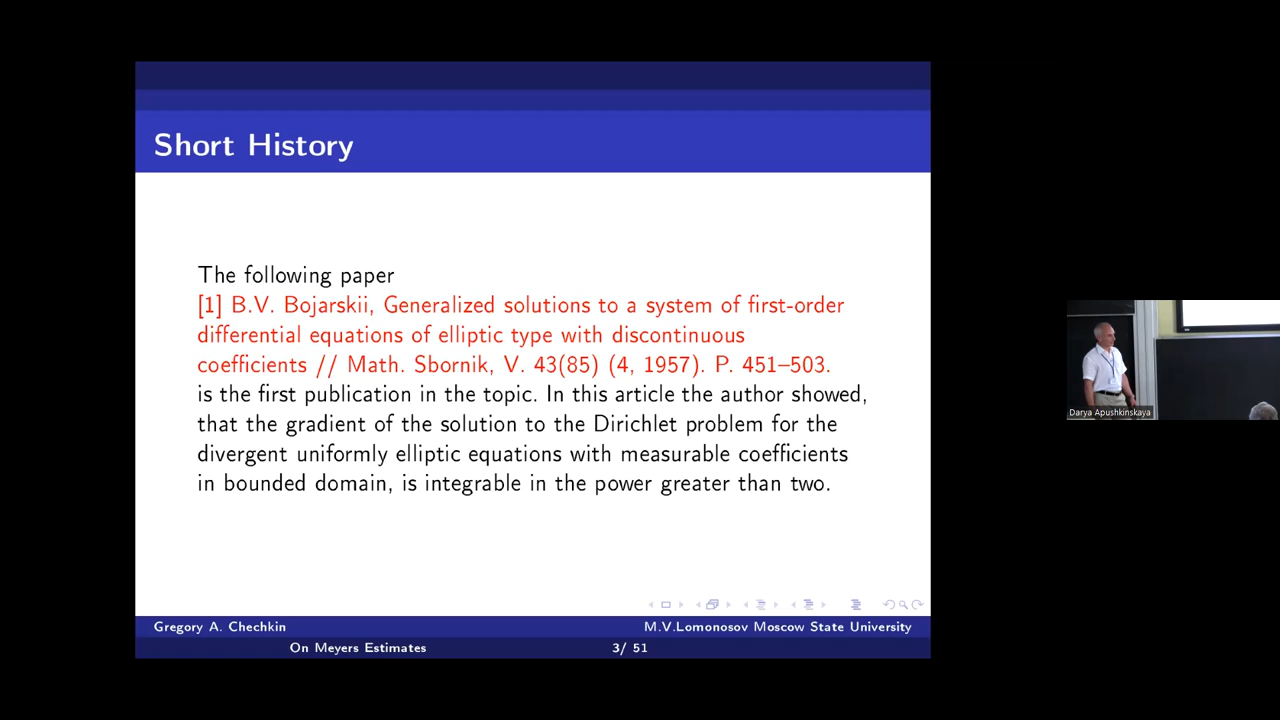 Short History
The following paper
[1] B.V. Bojarskii, Generalized solutions to a system of first-order
differential equations of elliptic type with discontinuous
coefficients // Math. Sbornik, V. 43(85) (4, 1957). P. 451–503.
is the first publication in the topic. In this article the author showed,
that the gradient of the solution to the Dirichlet problem for the
divergent uniformly elliptic equations with measurable coefficients
in bounded domain, is integrable in the power greater than two.
Gregory A. Chechkin
M.V.Lomonosov Moscow State University
On Meyers Estimates
3/ 51
Darya Apushkinskaya